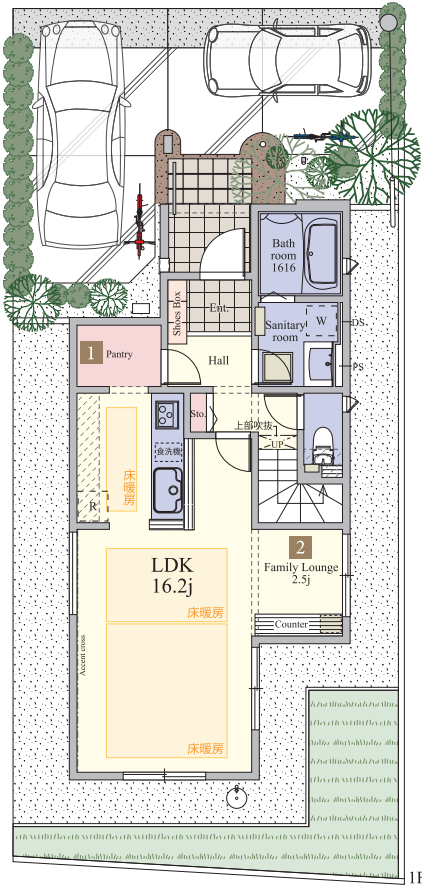 Bath
room
1616
Shoes Box
Ent.
Sanitary
room
W
DS
PS
1
Pantry
Hall
Sto.
上部吹抜
UP
食洗機
床暖房
R
LDK
16.2j
2
Family Lounge
2.5j
床暖房
Counter
Accent cross
床暖房
1F